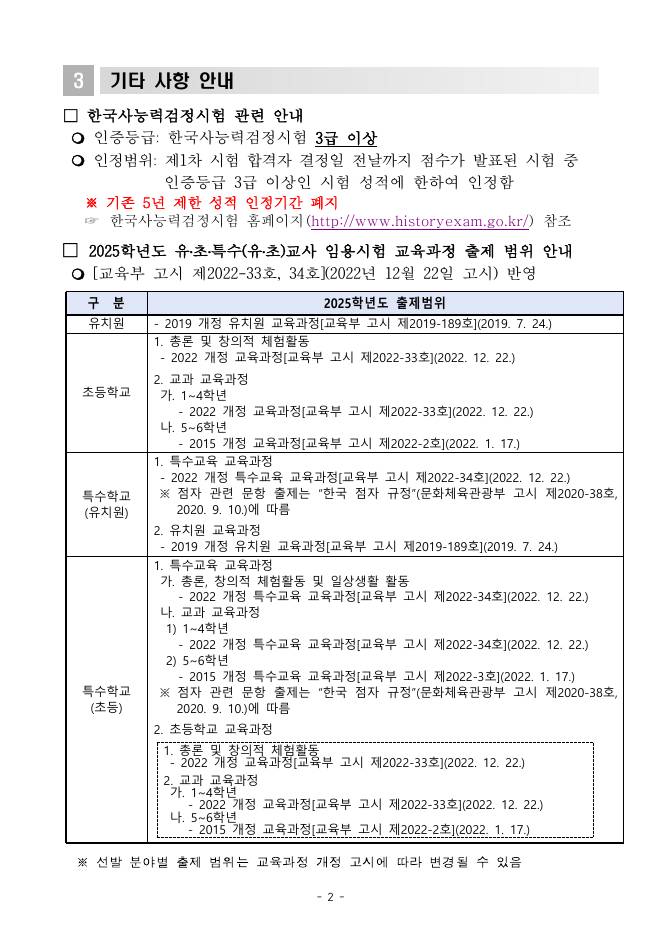 3 기타 사항 안내
□ 한국사능력검정시험 관련 안내
❍ 인증등급: 한국사능력검정시험 3급 이상
❍ 인정범위: 제1차 시험 합격자 결정일 전날까지 점수가 발표된 시험 중
인증등급 3급 이상인 시험 성적에 한하여 인정함
※ 기존 5년 제한 성적 인정기간 폐지
☞ 한국사능력검정시험 홈페이지(http://www.historyexam.go.kr/) 참조
□ 2025학년도 유·초·특수(유·초)교사 임용시험 교육과정 출제 범위 안내
❍ [교육부 고시 제2022-33호, 34호](2022년 12월 22일 고시) 반영
구 분 2025학년도 출제범위
유치원 - 2019 개정 유치원 교육과정[교육부 고시 제2019-189호](2019. 7. 24.)
초등학교
1. 총론 및 창의적 체험활동
- 2022 개정 교육과정[교육부 고시 제2022-33호](2022. 12. 22.)
2. 교과 교육과정
가. 1~4학년
- 2022 개정 교육과정[교육부 고시 제2022-33호](2022. 12. 22.)
나. 5~6학년
- 2015 개정 교육과정[교육부 고시 제2022-2호](2022. 1. 17.)
특수학교
(유치원)
1. 특수교육 교육과정
- 2022 개정 특수교육 교육과정[교육부 고시 제2022-34호](2022. 12. 22.)
※ 점자 관련 문항 출제는 “한국 점자 규정”(문화체육관광부 고시 제2020-38호,
2020. 9. 10.)에 따름
2. 유치원 교육과정
- 2019 개정 유치원 교육과정[교육부 고시 제2019-189호](2019. 7. 24.)
특수학교
(초등)
1. 특수교육 교육과정
가. 총론, 창의적 체험활동 및 일상생활 활동
- 2022 개정 특수교육 교육과정[교육부 고시 제2022-34호](2022. 12. 22.)
나. 교과 교육과정
1) 1~4학년
- 2022 개정 특수교육 교육과정[교육부 고시 제2022-34호](2022. 12. 22.)
2) 5~6학년
- 2015 개정 특수교육 교육과정[교육부 고시 제2022-3호](2022. 1. 17.)
※ 점자 관련 문항 출제는 “한국 점자 규정”(문화체육관광부 고시 제2020-38호,
2020. 9. 10.)에 따름
2. 초등학교 교육과정
1. 총론 및 창의적 체험활동
- 2022 개정 교육과정[교육부 고시 제2022-33호](2022. 12. 22.)
2. 교과 교육과정
가. 1~4학년
- 2022 개정 교육과정[교육부 고시 제2022-33호](2022. 12. 22.)
나. 5~6학년
- 2015 개정 교육과정[교육부 고시 제2022-2호](2022. 1. 17.)
※ 선발 분야별 출제 범위는 교육과정 개정 고시에 따라 변경될 수 있음
- 2 -